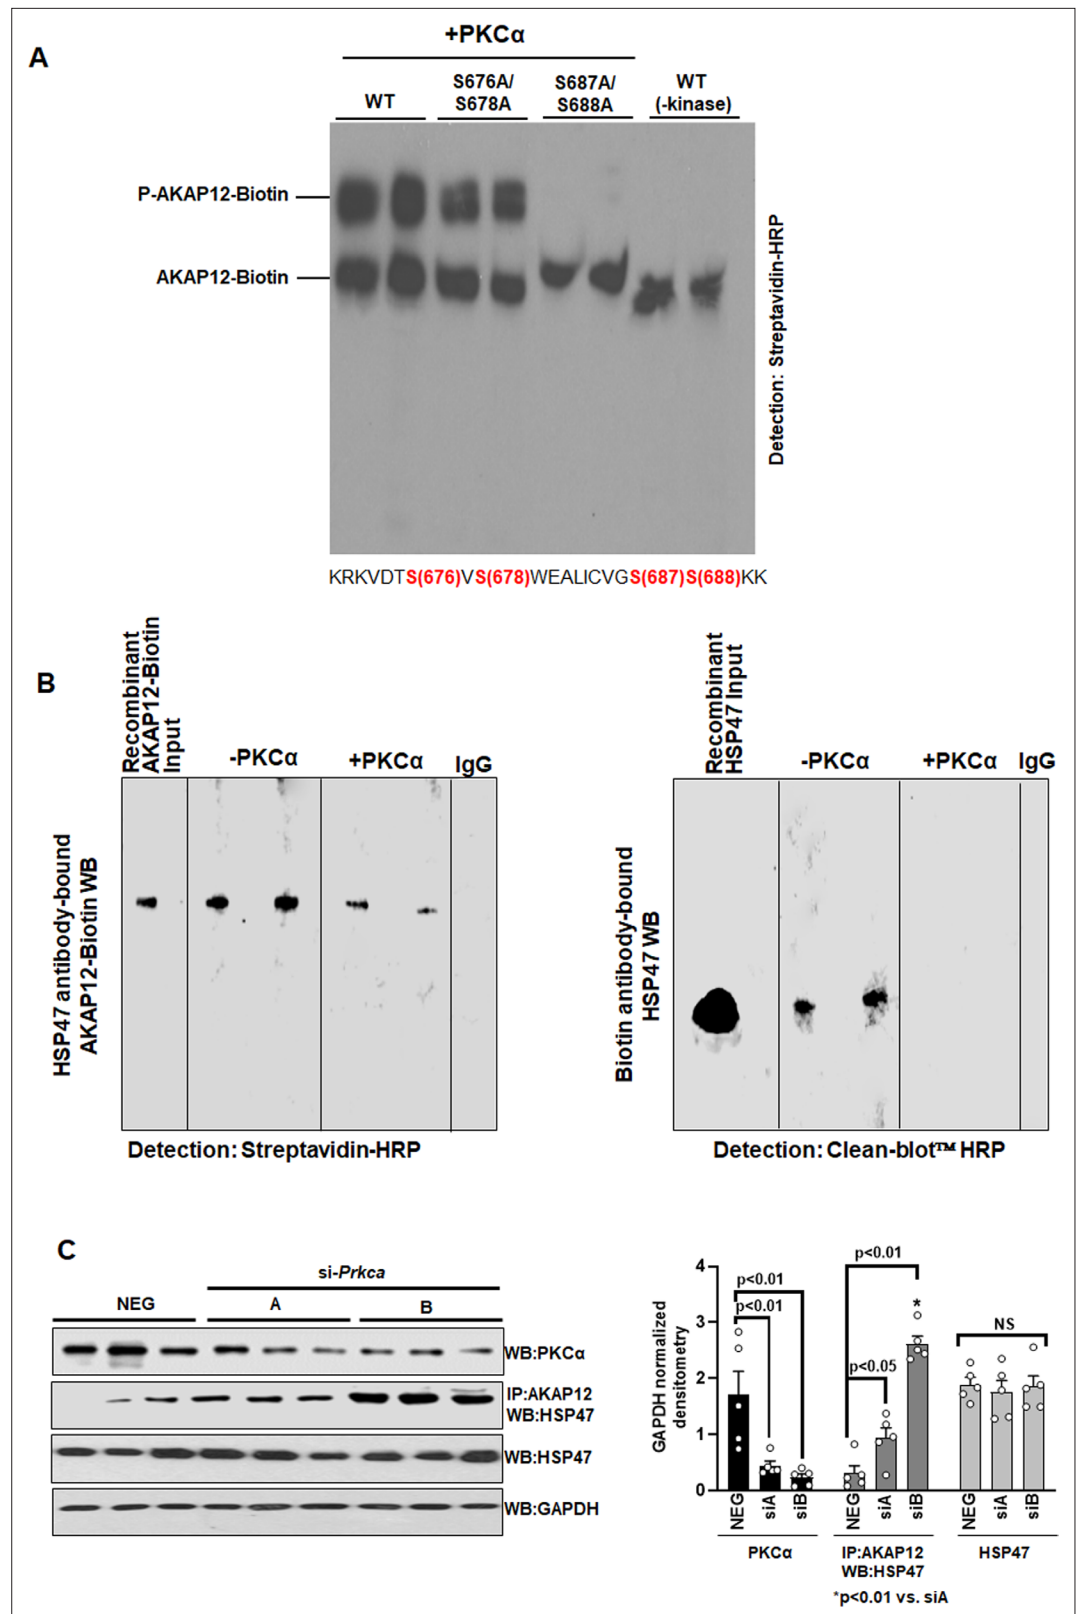 A
+PKCα
WT
S676A/
S678A
S687A/
S688A
WT
(-kinase)
P-AKAP12-Biotin
AKAP12-Biotin
Detection: Streptavidin-HRP
KRKVDTS(676)VS(678)WEALICVGS(687)S(688)KK
B
Recombinant
AKAP12-Biotin
Input
-PKCα
+PKCα
IgG
HSP47 antibody-bound
AKAP12-Biotin WB
Detection: Streptavidin-HRP
Recombinant
HSP47 Input
-PKCα
+PKCα
IgG
Biotin antibody-bound
HSP47 WB
Detection: Clean-blot™ HRP
C
si-Prkca
NEG
A
B
WB:PKCα
IP:AKAP12
WB:HSP47
WB:HSP47
WB:GAPDH
GAPDH normalized
densitometry
4
3
2
1
0
p<0.01
p<0.01
p<0.01
*
p<0.05
NS
NEG
siA
siB
NEG
siA
siB
NEG
siA
siB
PKCα
IP:AKAP12
WB:HSP47
HSP47
*p<0.01 vs. siA